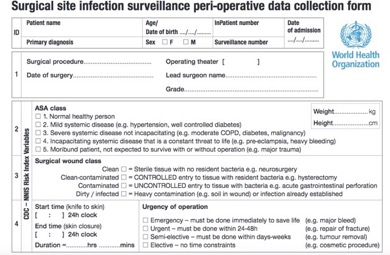 Surgical site infection surveillance peri-operative data collection form
ID
Patient name
Age/
Date of birth .../.../......
InPatient number
Date
of admission
.../.../......
Primary diagnosis
Sex □ F □ M
Surveillance number
World Health
Organization
1
Surgical procedure....................................
Operating theater [ ]
Date of surgery........................................
Lead surgeon name....................................
Grade....................................
CDC – NNIS Risk Index Variables
2
ASA class
□ 1. Normal healthy person
□ 2. Mild systemic disease (e.g. hypertension, well controlled diabetes)
□ 3. Severe systemic disease not incapacitating (e.g. moderate COPD, diabetes, malignancy)
□ 4. Incapacitating systemic disease that is a constant threat to life (e.g. pre-eclampsia, heavy bleeding)
□ 5. Moribund patient, not expected to survive with or without operation (e.g. major trauma)
Weight............ kg
Height............cm
3
Surgical wound class
Clean □ = Sterile tissue with no resident bacteria e.g. neurosurgery
Clean-contaminated □ = CONTROLLED entry to tissue with resident bacteria e.g. hysterectomy
Contaminated □ = UNCONTROLLED entry to tissue with bacteria e.g. acute gastrointestinal perforation
Dirty / infected □ = Heavy contamination (e.g. soil in wound) or infection already established
4
Start time (knife to skin)
[ : ] 24h clock
End time (skin closure)
[ : ] 24h clock
Duration =.........hrs .........mins
Urgency of operation
□ Emergency – must be done immediately to save life (e.g. major bleed)
□ Urgent – must be done within 24-48h (e.g. repair of fracture)
□ Semi-elective – must be done within days-weeks (e.g. tumour removal)
□ Elective – no time constraints (e.g. cosmetic procedure)